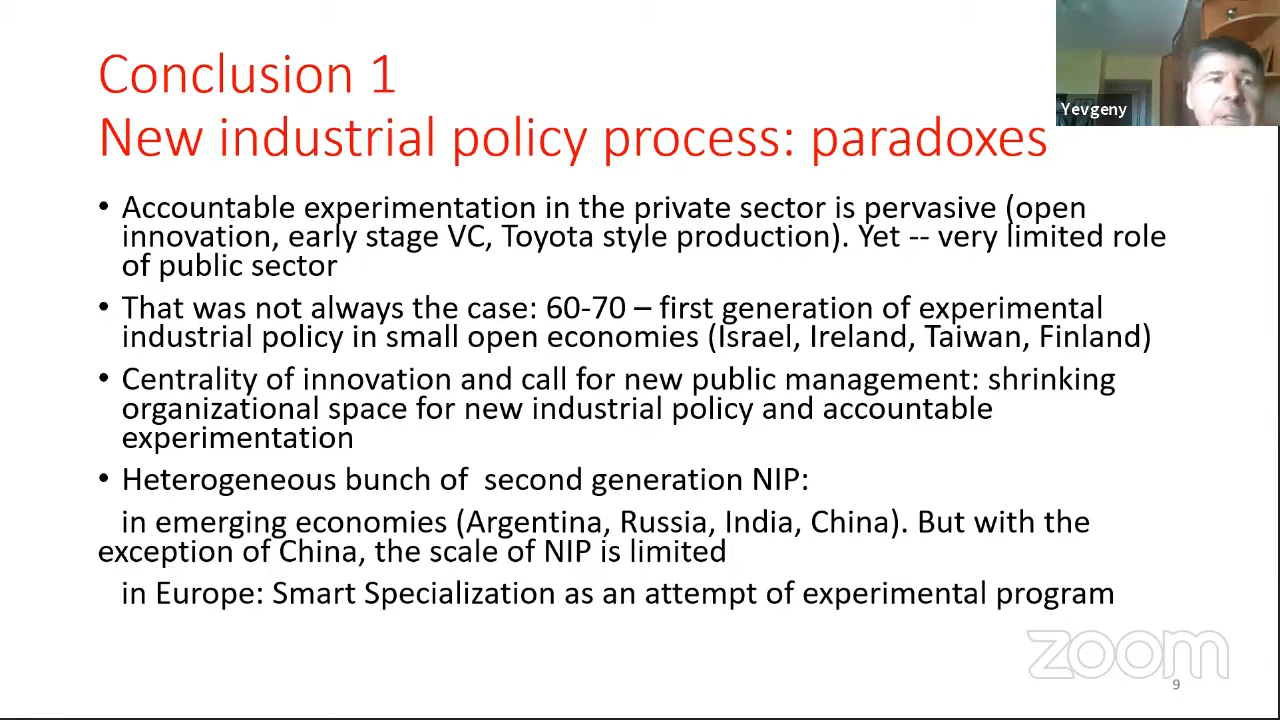 Conclusion 1
New industrial policy process: paradoxes
Yevgeny
• Accountable experimentation in the private sector is pervasive (open
innovation, early stage VC, Toyota style production). Yet -- very limited role
of public sector
• That was not always the case: 60-70 – first generation of experimental
industrial policy in small open economies (Israel, Ireland, Taiwan, Finland)
• Centrality of innovation and call for new public management: shrinking
organizational space for new industrial policy and accountable
experimentation
• Heterogeneous bunch of  second generation NIP:
in emerging economies (Argentina, Russia, India, China). But with the
exception of China, the scale of NIP is limited
in Europe: Smart Specialization as an attempt of experimental program
zoom
9